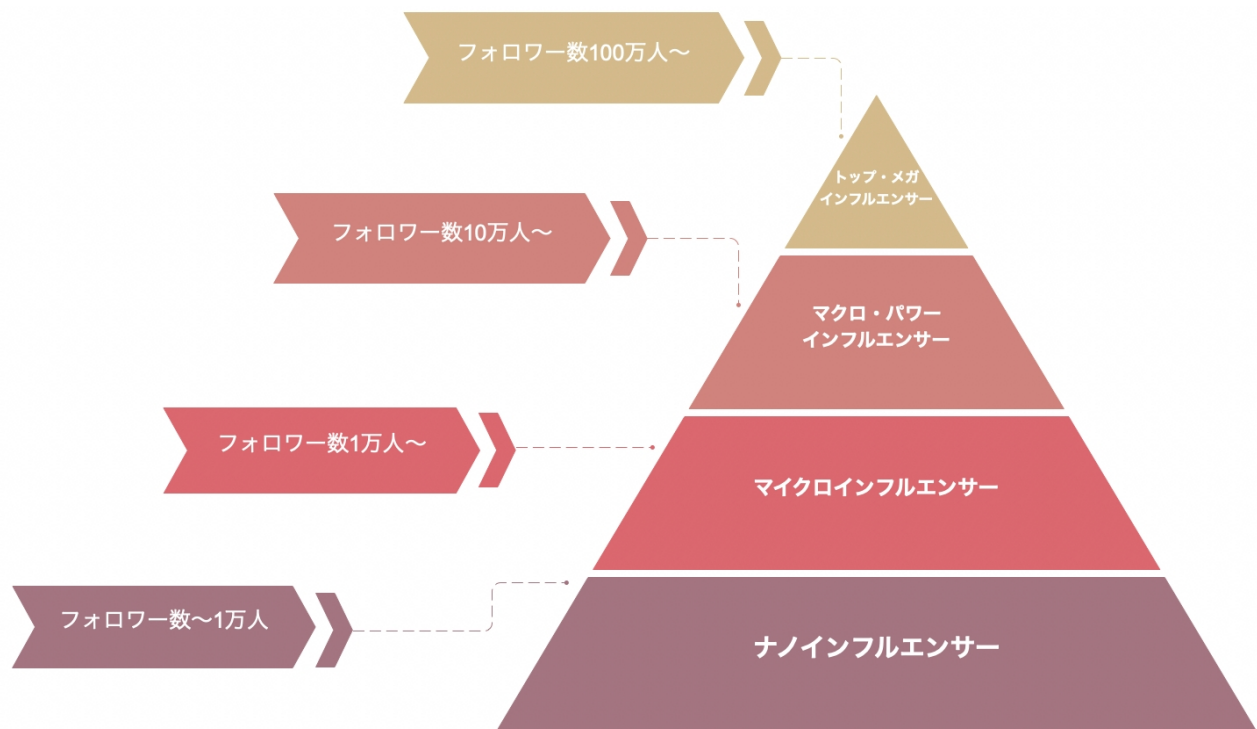 フォロワー数100万人〜
トップ・メガ
インフルエンサー
フォロワー数10万人〜
マクロ・パワー
インフルエンサー
フォロワー数1万人〜
マイクロインフルエンサー
フォロワー数〜1万人
ナノインフルエンサー